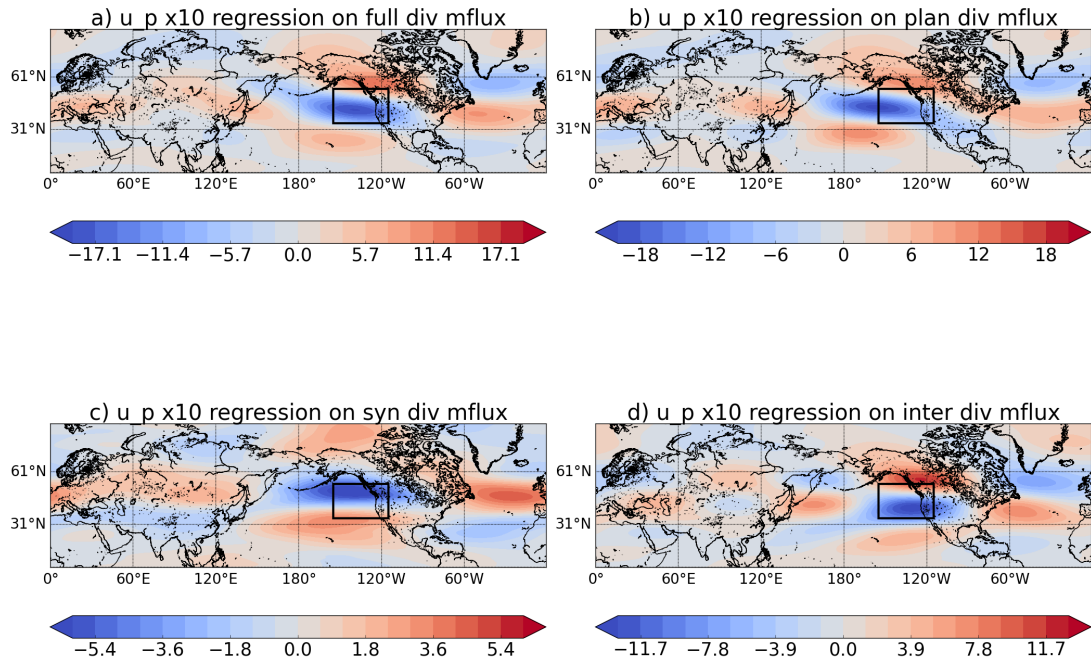 a) u_p x10 regression on full div mflux
b) u_p x10 regression on plan div mflux
61°N
61°N
31°N
31°N
0° 60°E 120°E 180° 120°W 60°W
0° 60°E 120°E 180° 120°W 60°W
−17.1 −11.4 −5.7 0.0 5.7 11.4 17.1
−18 −12 −6 0 6 12 18
c) u_p x10 regression on syn div mflux
d) u_p x10 regression on inter div mflux
61°N
61°N
31°N
31°N
0° 60°E 120°E 180° 120°W 60°W
0° 60°E 120°E 180° 120°W 60°W
−5.4 −3.6 −1.8 0.0 1.8 3.6 5.4
−11.7 −7.8 −3.9 0.0 3.9 7.8 11.7